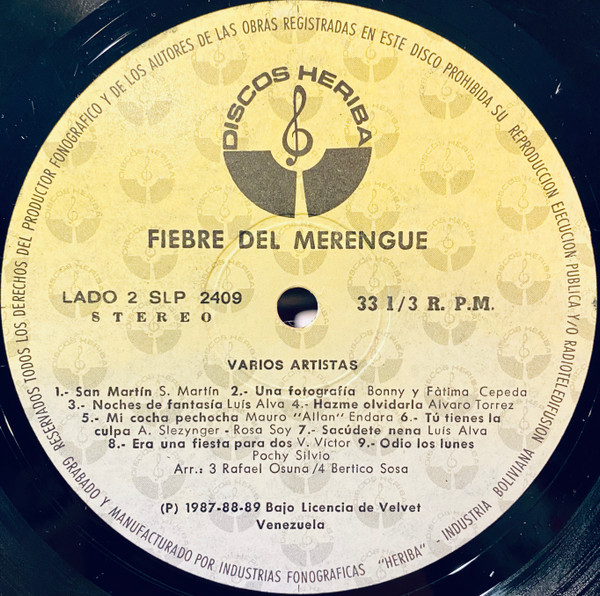 RESERVADOS TODOS LOS DERECHOS DEL PRODUCTOR FONOGRAFICO Y DE LOS AUTORES DE LAS OBRAS REGISTRADAS EN ESTE DISCO PROHIBIDA SU REPRODUCCION EJECUCION PUBLICA Y/O RADIOTELEDIFUSION
DISCOS HERIBA
FIEBRE DEL MERENGUE
LADO 2 SLP 2409
33 1/3 R. P. M.
STEREO
VARIOS ARTISTAS
1.- San Martín S. Martín 2.- Una fotografía Bonny y Fàtima Cepeda
3.- Noches de fantasía Luís Alva 4.- Hazme olvidarla Alvaro Torrez
5.- Mi cocha pechocha Mauro "Allan" Endara 6.- Tú tienes la
culpa A. Slezynger - Rosa Soy 7.- Sacúdete nena Luís Alva
8.- Era una fiesta para dos V. Víctor 9.- Odio los lunes
Pochy Silvio
Arr.: 3 Rafael Osuna/4 Bertico Sosa
(P) 1987-88-89 Bajo Licencia de Velvet
Venezuela
GRABADO Y MANUFACTURADO POR INDUSTRIAS FONOGRAFICAS "HERIBA" - INDUSTRIA BOLIVIANA